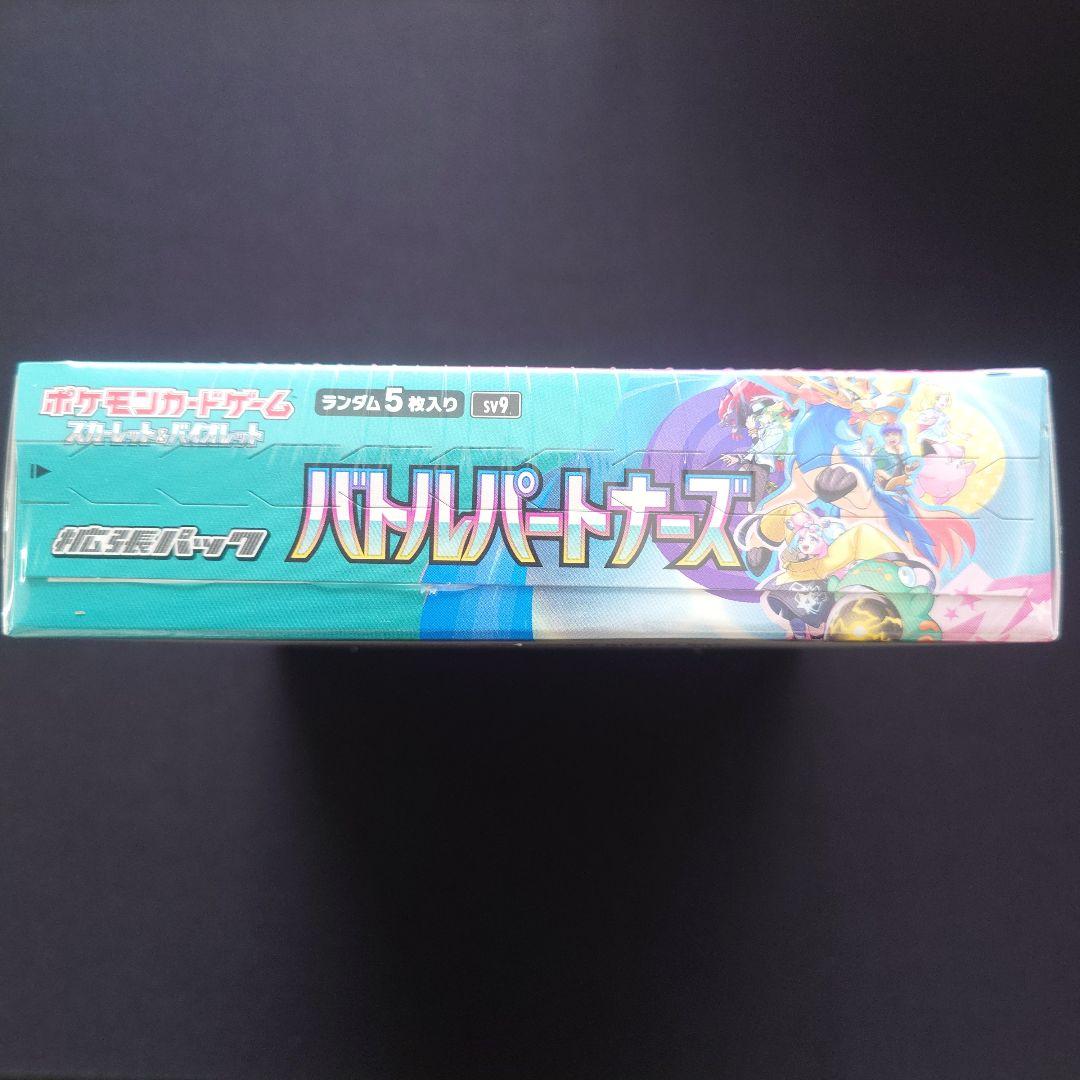 ポケモンカードゲーム
スカーレット&バイオレット
ランダム5枚入り
SV9
拡張パック
バトルパートナーズ